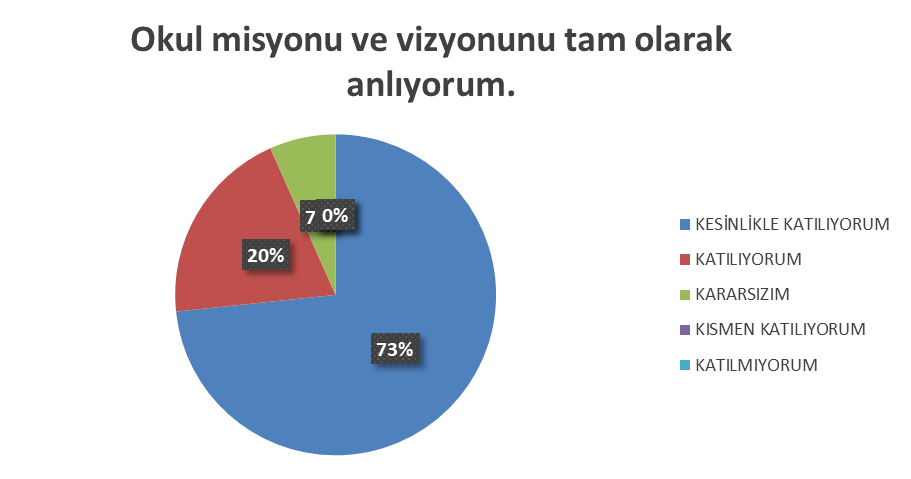 Okul misyonu ve vizyonunu tam olarak
anlıyorum.
7
0%
20%
73%
KESİNLİKLE KATILIYORUM
KATILIYORUM
KARARSIZIM
KISMEN KATILIYORUM
KATILMIYORUM